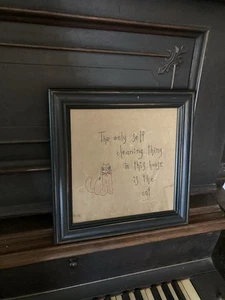 The only self
cleaning thing
in this house
is the
cat